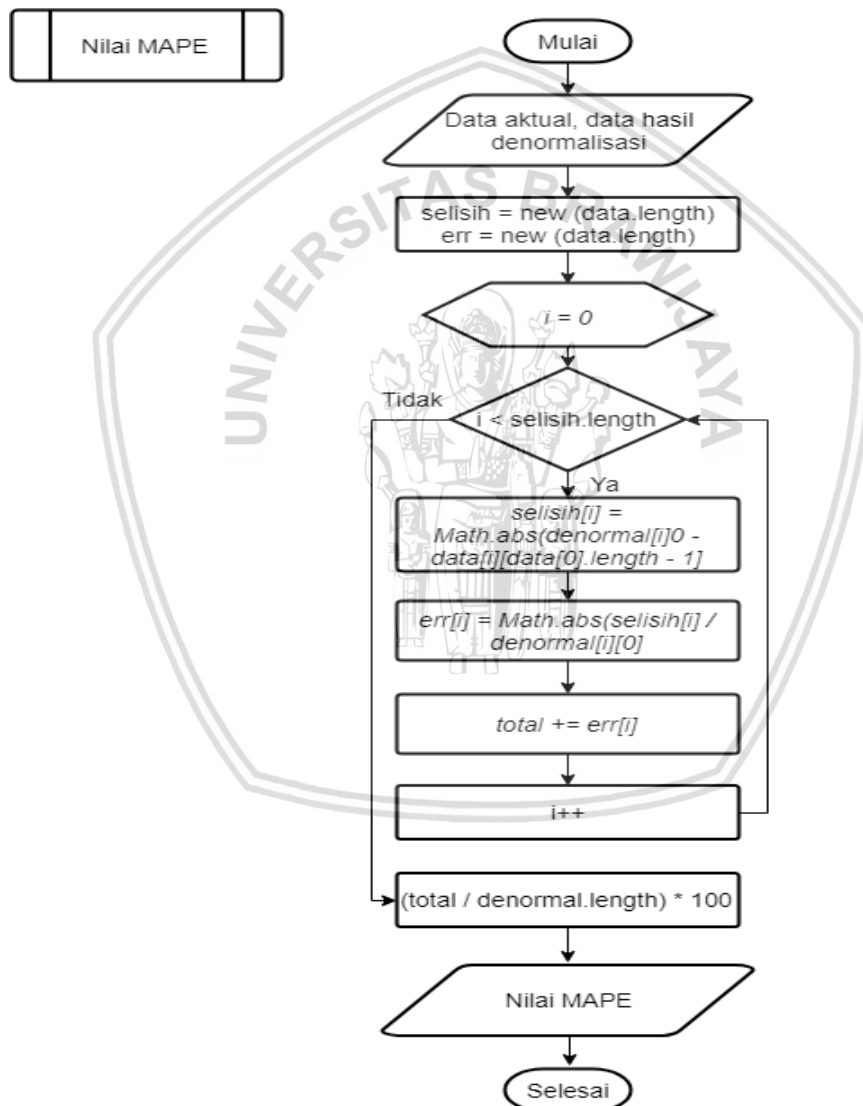 Nilai MAPE
Mulai
Data aktual, data hasil
denormalisasi
selisih = new (data.length)
err = new (data.length)
i = 0
i < selisih.length
Tidak
Ya
selisih[i] =
Math.abs(denormal[i]0 -
data[i][data[0].length - 1]
err[i] = Math.abs(selisih[i] /
denormal[i][0]
total += err[i]
i++
(total / denormal.length) * 100
Nilai MAPE
Selesai
UNIVERSITAS BRAWIJAYA